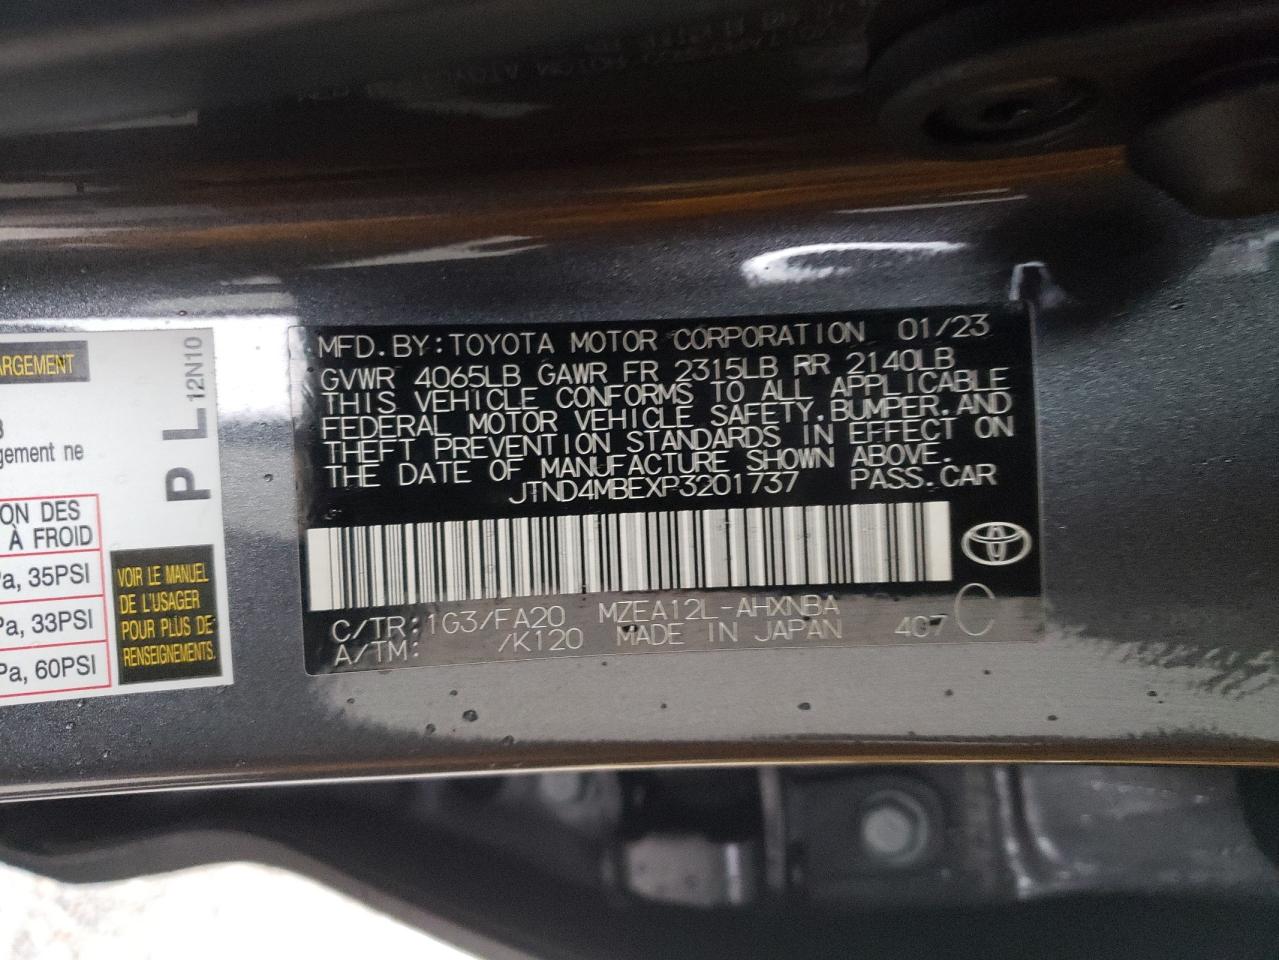 ARGEMENT
gement ne
ON DES
À FROID
Pa, 35PSI
Pa, 33PSI
Pa, 60PSI
P L 12N10
VOIR LE MANUEL
DE L'USAGER
POUR PLUS DE
RENSEIGNEMENTS.
MFD.BY:TOYOTA MOTOR CORPORATION 01/23
GVWR 4065LB GAWR FR 2315LB RR 2140LB
THIS VEHICLE CONFORMS TO ALL APPLICABLE
FEDERAL MOTOR VEHICLE SAFETY.BUMPER.AND
THEFT PREVENTION STANDARDS IN EFFECT ON
THE DATE OF MANUFACTURE SHOWN ABOVE.
JTND4MBEXP3201737 PASS.CAR
C/TR:1G3/FA20 MZEA12L-AHXNBA
A/TM: /K120 MADE IN JAPAN 407 C